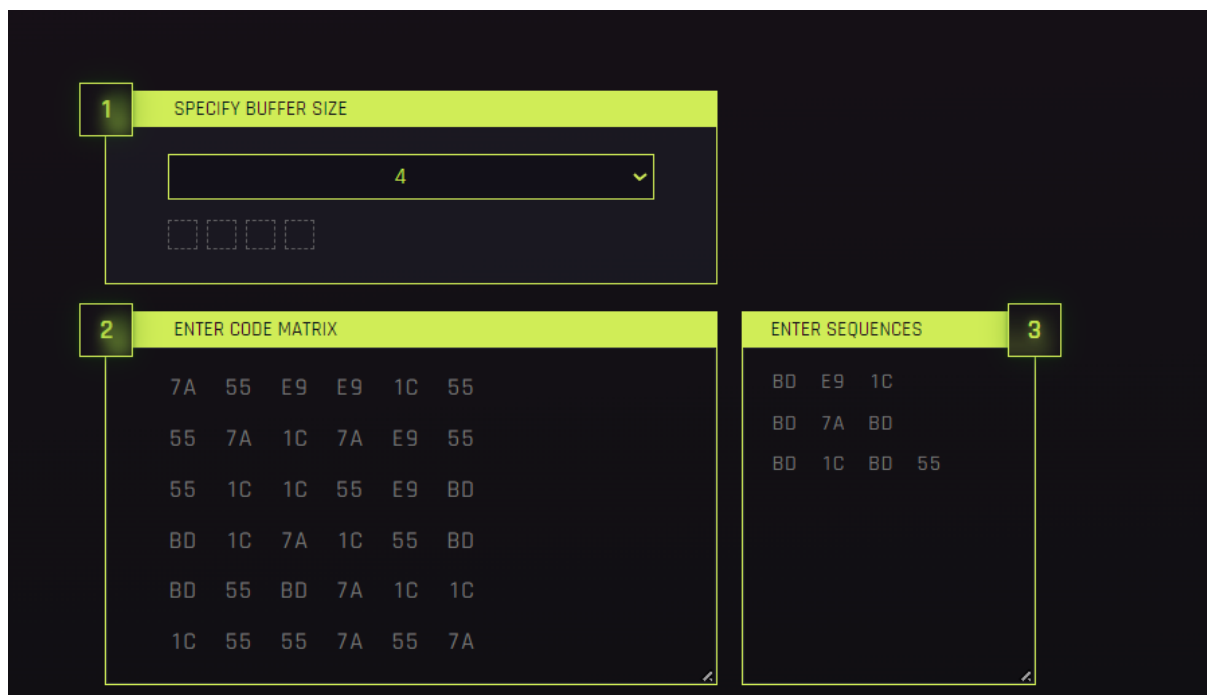 1 SPECIFY BUFFER SIZE
4
2 ENTER CODE MATRIX
7A 55 E9 E9 1C 55
55 7A 1C 7A E9 55
55 1C 1C 55 E9 BD
BD 1C 7A 1C 55 BD
BD 55 BD 7A 1C 1C
1C 55 55 7A 55 7A
ENTER SEQUENCES 3
BD E9 1C
BD 7A BD
BD 1C BD 55